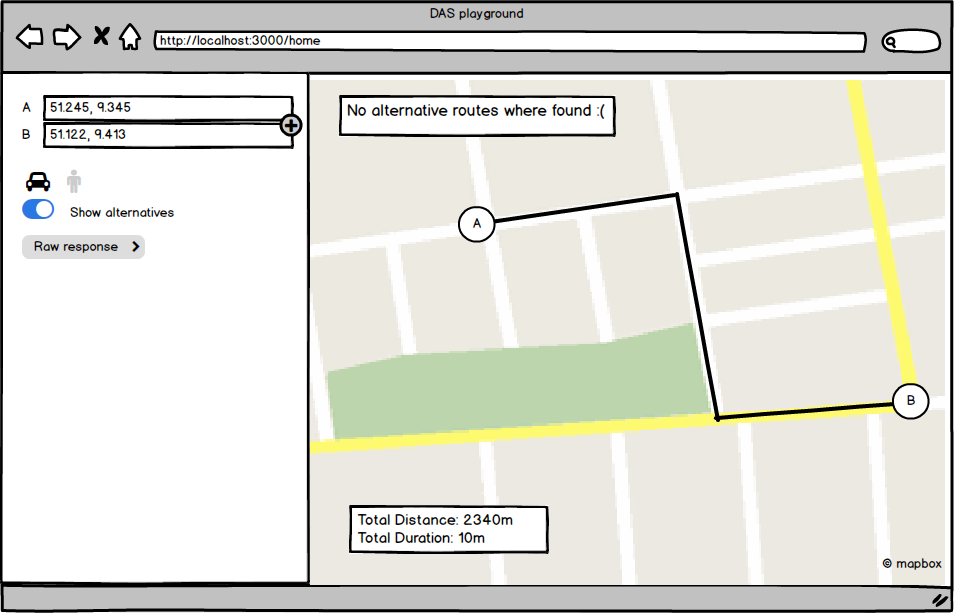 DAS playground
http://localhost:3000/home
A 51.245, 9.345
B 51.122, 9.413
Show alternatives
Raw response
No alternative routes where found :(
A
B
Total Distance: 2340m
Total Duration: 10m
© mapbox